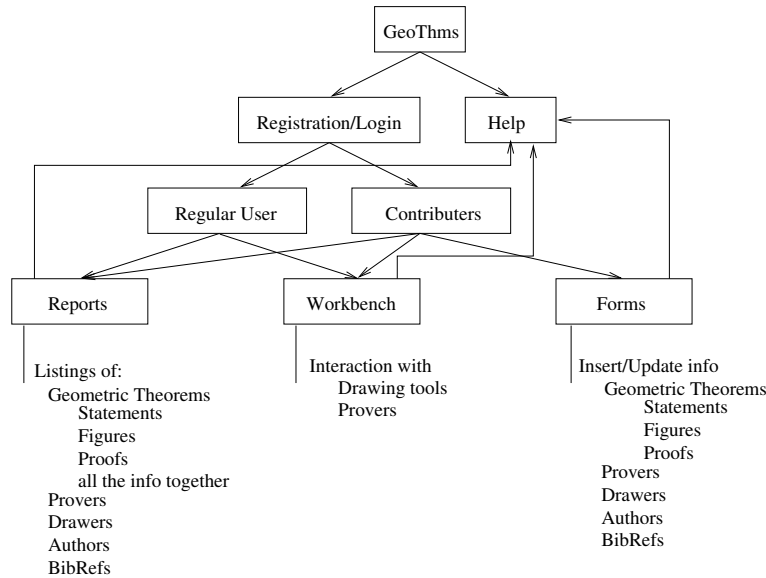 GeoThms
Registration/Login
Help
Regular User
Contributers
Reports
Workbench
Forms
Listings of:
Geometric Theorems
Statements
Figures
Proofs
all the info together
Provers
Drawers
Authors
BibRefs
Interaction with
Drawing tools
Provers
Insert/Update info
Geometric Theorems
Statements
Figures
Proofs
Provers
Drawers
Authors
BibRefs